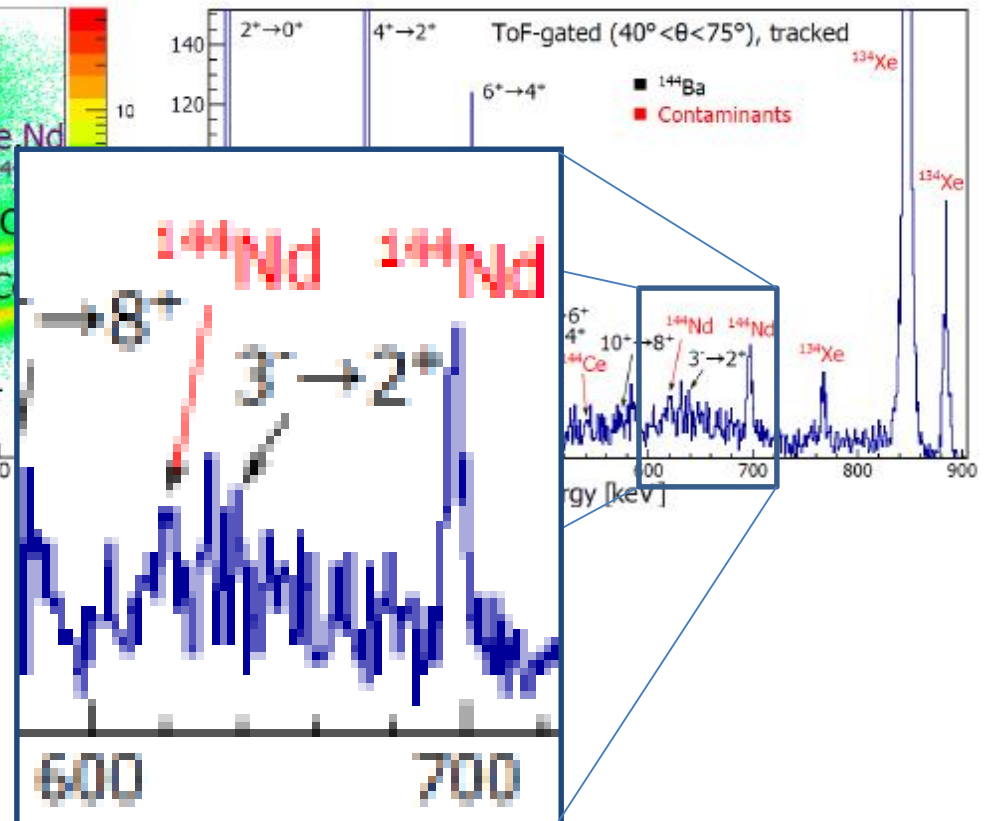 2⁺→0⁺ 4⁺→2⁺ ToF-gated (40°<θ<75°), tracked
140
¹³⁴Xe
6⁺→4⁺
■ ¹⁴⁴Ba
■ Contaminants
120
10
e Nd
¹³⁴Xe
¹⁴⁴Nd ¹⁴⁴Nd
→8⁺
3⁻→2⁺
600 700
6⁺
4⁺
¹⁴⁴Ce
10⁺→8⁺
¹⁴⁴Nd ¹⁴⁴Nd
3⁻→2⁺
¹³⁴Xe
600 700 800 900
rgy [keV]